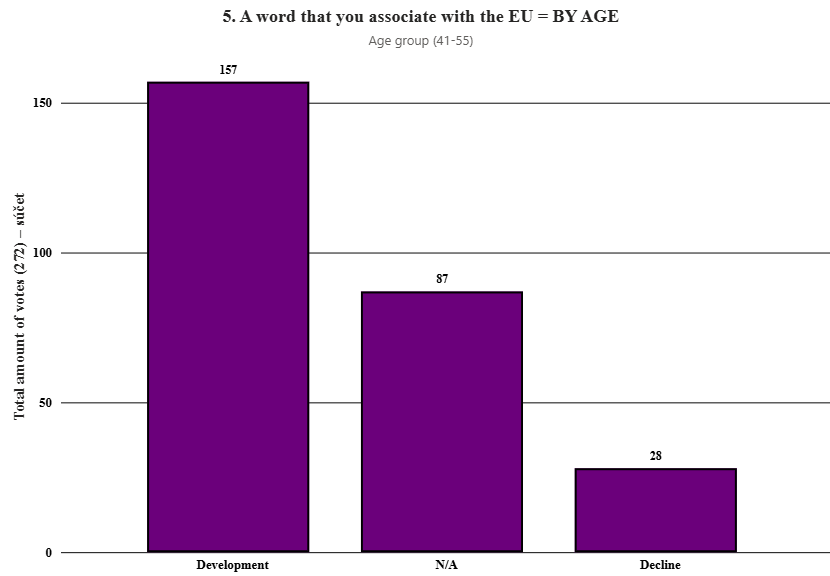 5. A word that you associate with the EU = BY AGE
Age group (41-55)
Total amount of votes (272) – súčet
150
100
50
0
157
87
28
Development
N/A
Decline